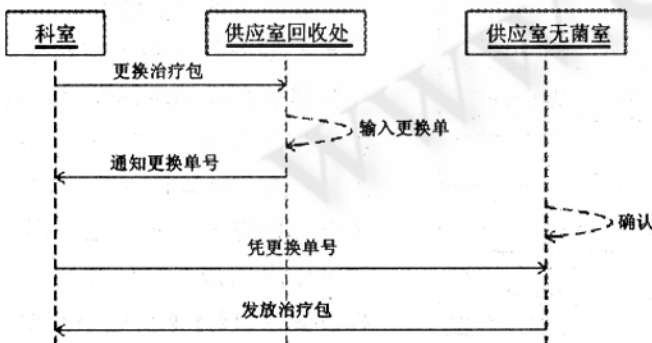 科室
供应室回收处
供应室无菌室
更换治疗包
输入更换单
通知更换单号
确认
凭更换单号
发放治疗包
www